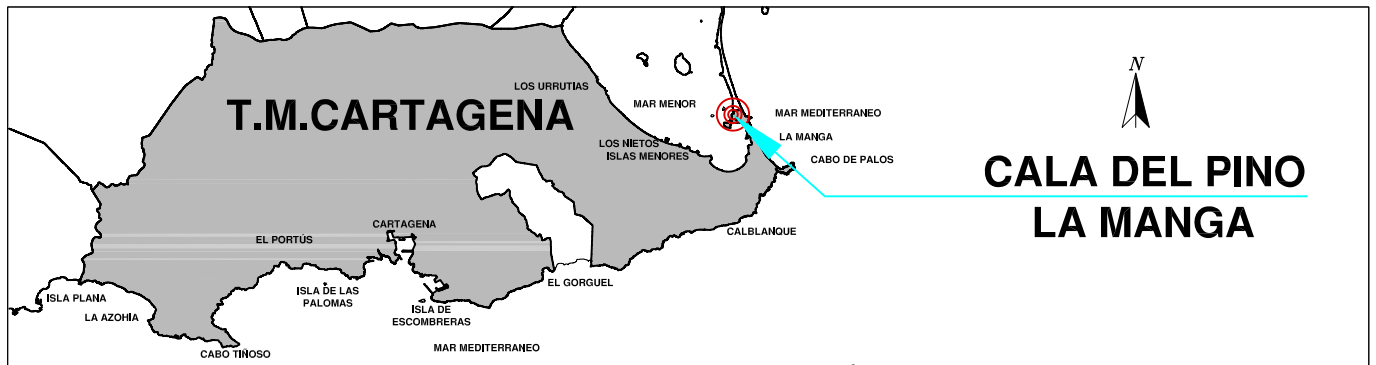 N
LOS URRUTIAS
MAR MENOR
T.M.CARTAGENA
MAR MEDITERRANEO
LA MANGA
LOS NIETOS
ISLAS MENORES
CABO DE PALOS
CALA DEL PINO
LA MANGA
CARTAGENA
EL PORTÚS
CALBLANQUE
EL GORGUEL
ISLA PLANA
ISLA DE LAS
PALOMAS
LA AZOHIA
ISLA DE
ESCOMBRERAS
CABO TIÑOSO
MAR MEDITERRANEO